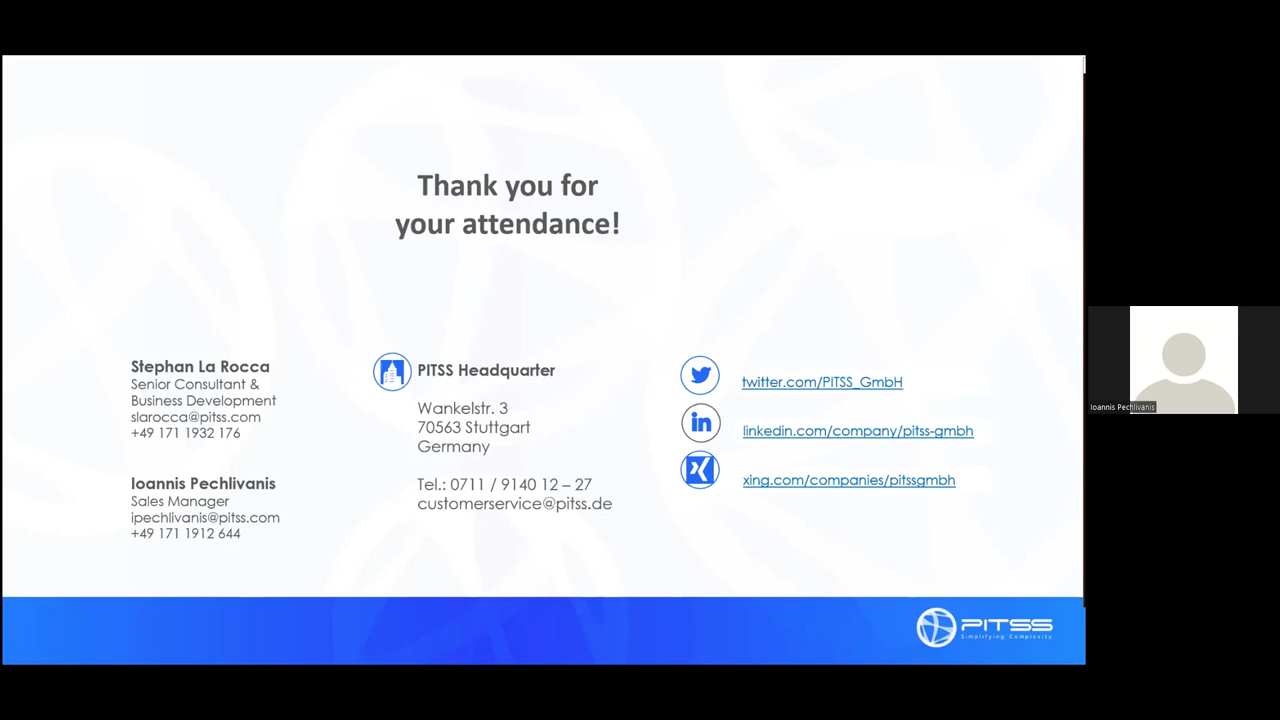 Thank you for
your attendance!
Stephan La Rocca
Senior Consultant &
Business Development
slarocca@pitss.com
+49 171 1932 176
Ioannis Pechlivanis
Sales Manager
ipechlivanis@pitss.com
+49 171 1912 644
PITSS Headquarter
Wankelstr. 3
70563 Stuttgart
Germany
Tel.: 0711 / 9140 12 – 27
customerservice@pitss.de
twitter.com/PITSS_GmbH
in
linkedin.com/company/pitss-gmbh
xing.com/companies/pitssgmbh
PITSS
Simplifying Complexity
Ioannis Pechlivanis